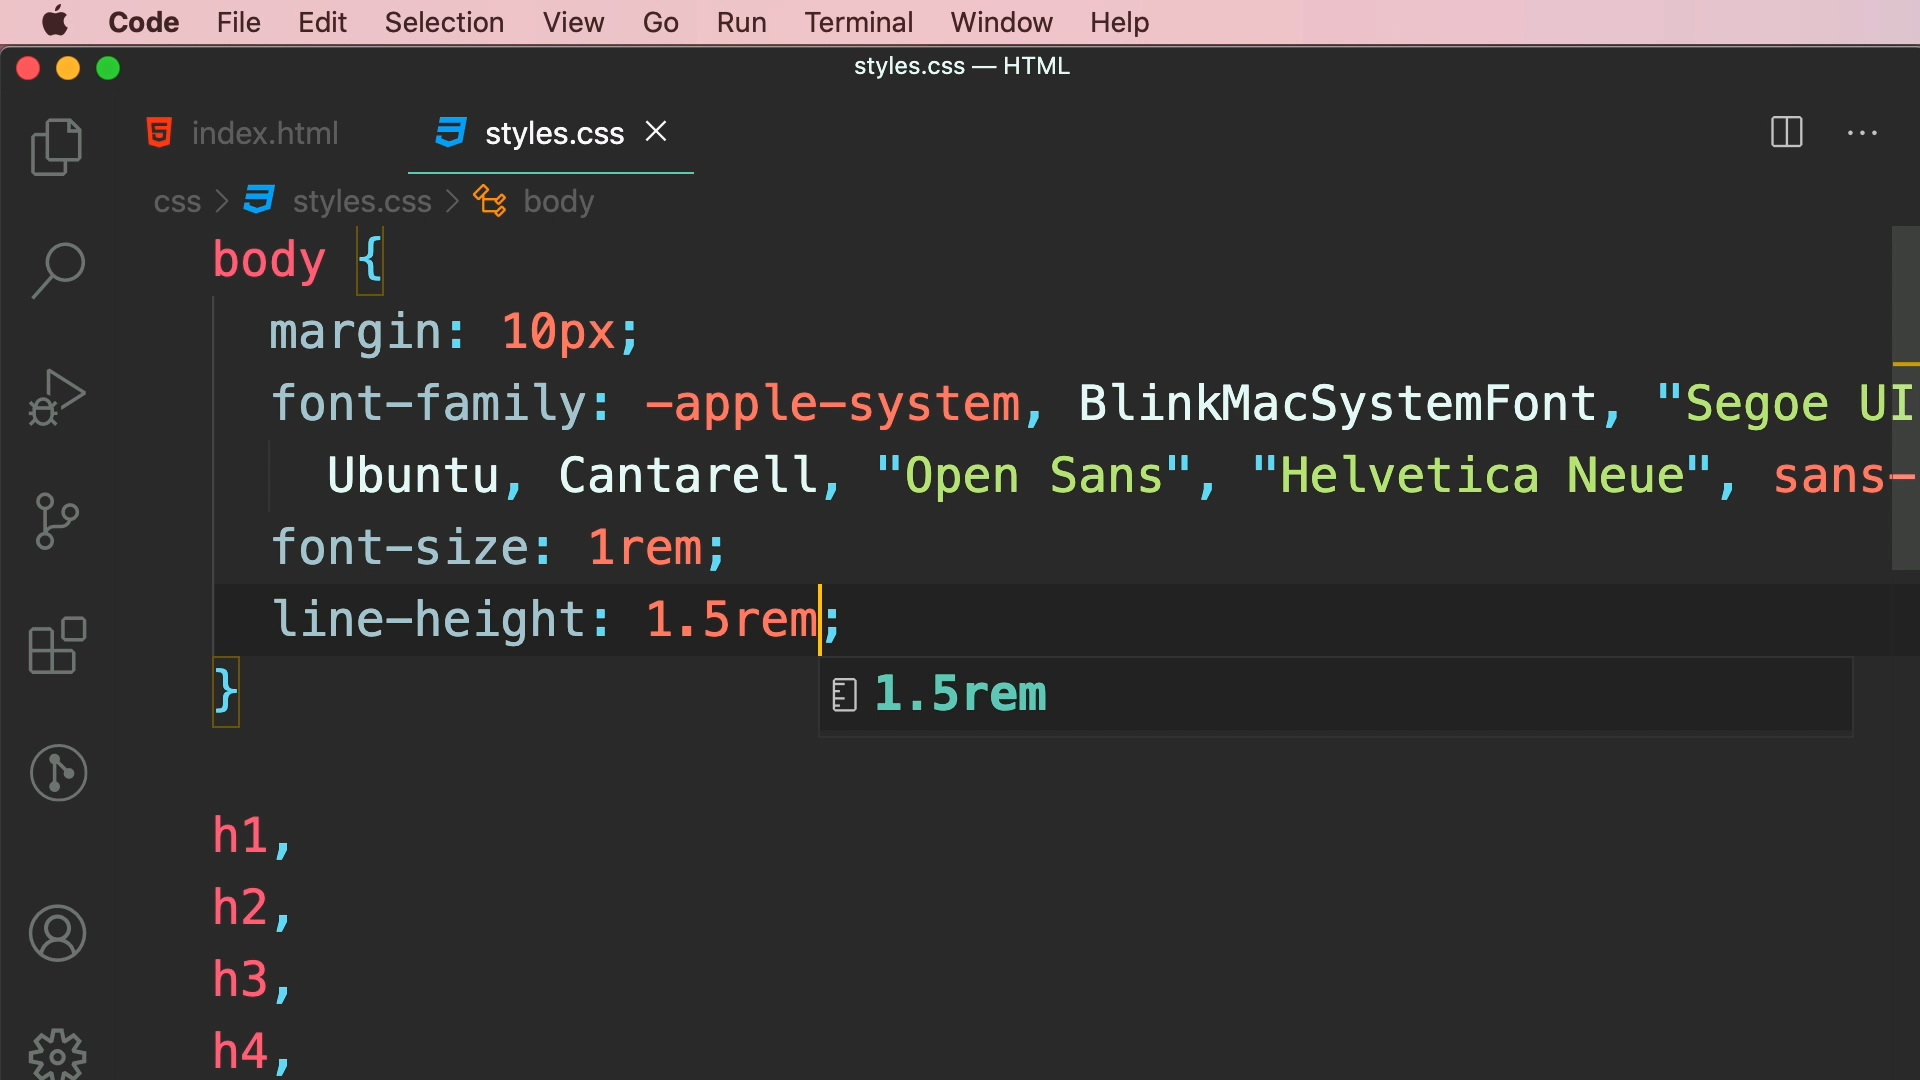 Code File Edit Selection View Go Run Terminal Window Help
styles.css — HTML
index.html styles.css
css > styles.css > body
body {
margin: 10px;
font-family: -apple-system, BlinkMacSystemFont, "Segoe UI
Ubuntu, Cantarell, "Open Sans", "Helvetica Neue", sans-
font-size: 1rem;
line-height: 1.5rem;
}
1.5rem
h1,
h2,
h3,
h4,